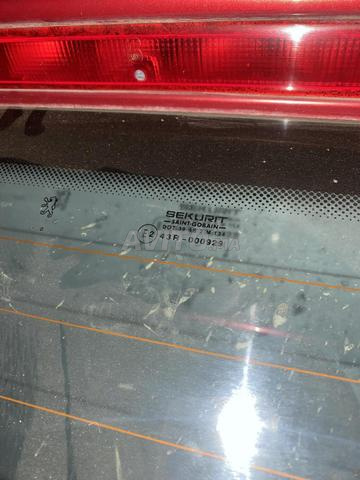 SEKURIT
SAINT-GOBAIN
E2 43R-000929